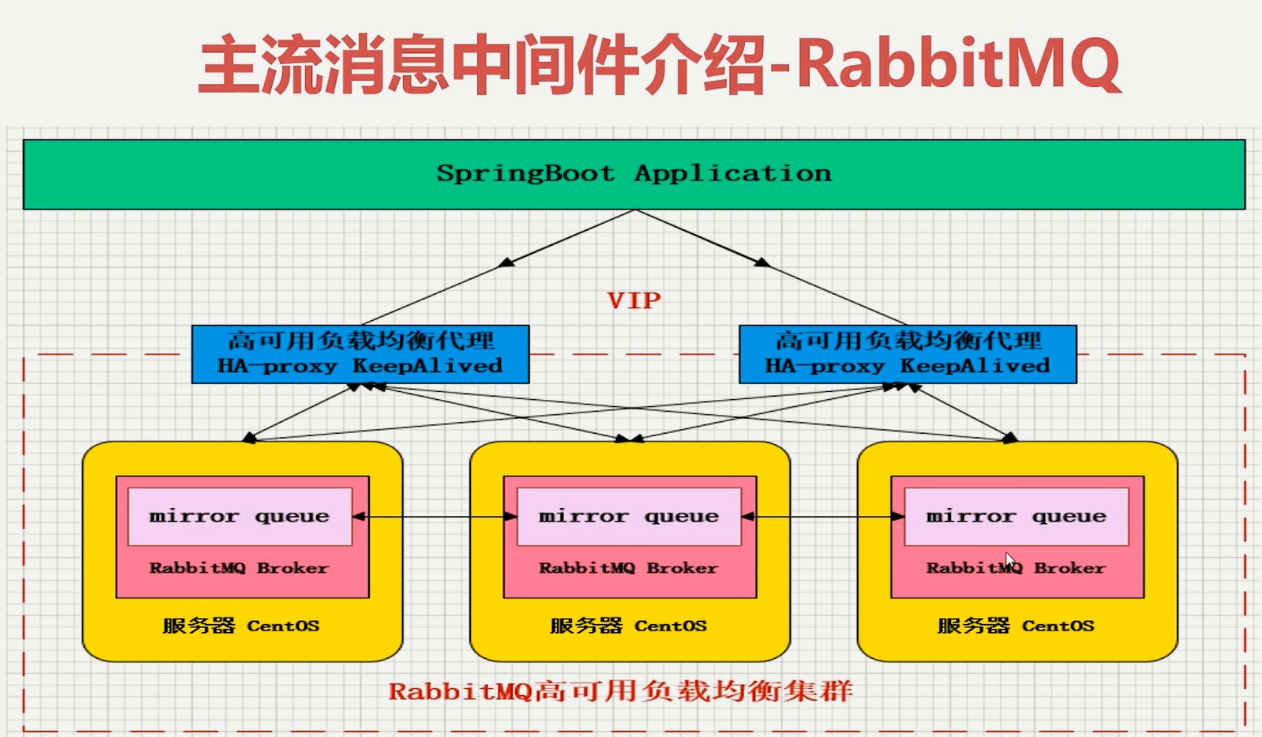 主流消息中间件介绍-RabbitMQ
SpringBoot Application
VIP
高可用负载均衡代理
HA-proxy KeepAlived
高可用负载均衡代理
HA-proxy KeepAlived
mirror queue
RabbitMQ Broker
服务器 CentOS
mirror queue
RabbitMQ Broker
服务器 CentOS
mirror queue
RabbitMQ Broker
服务器 CentOS
RabbitMQ高可用负载均衡集群